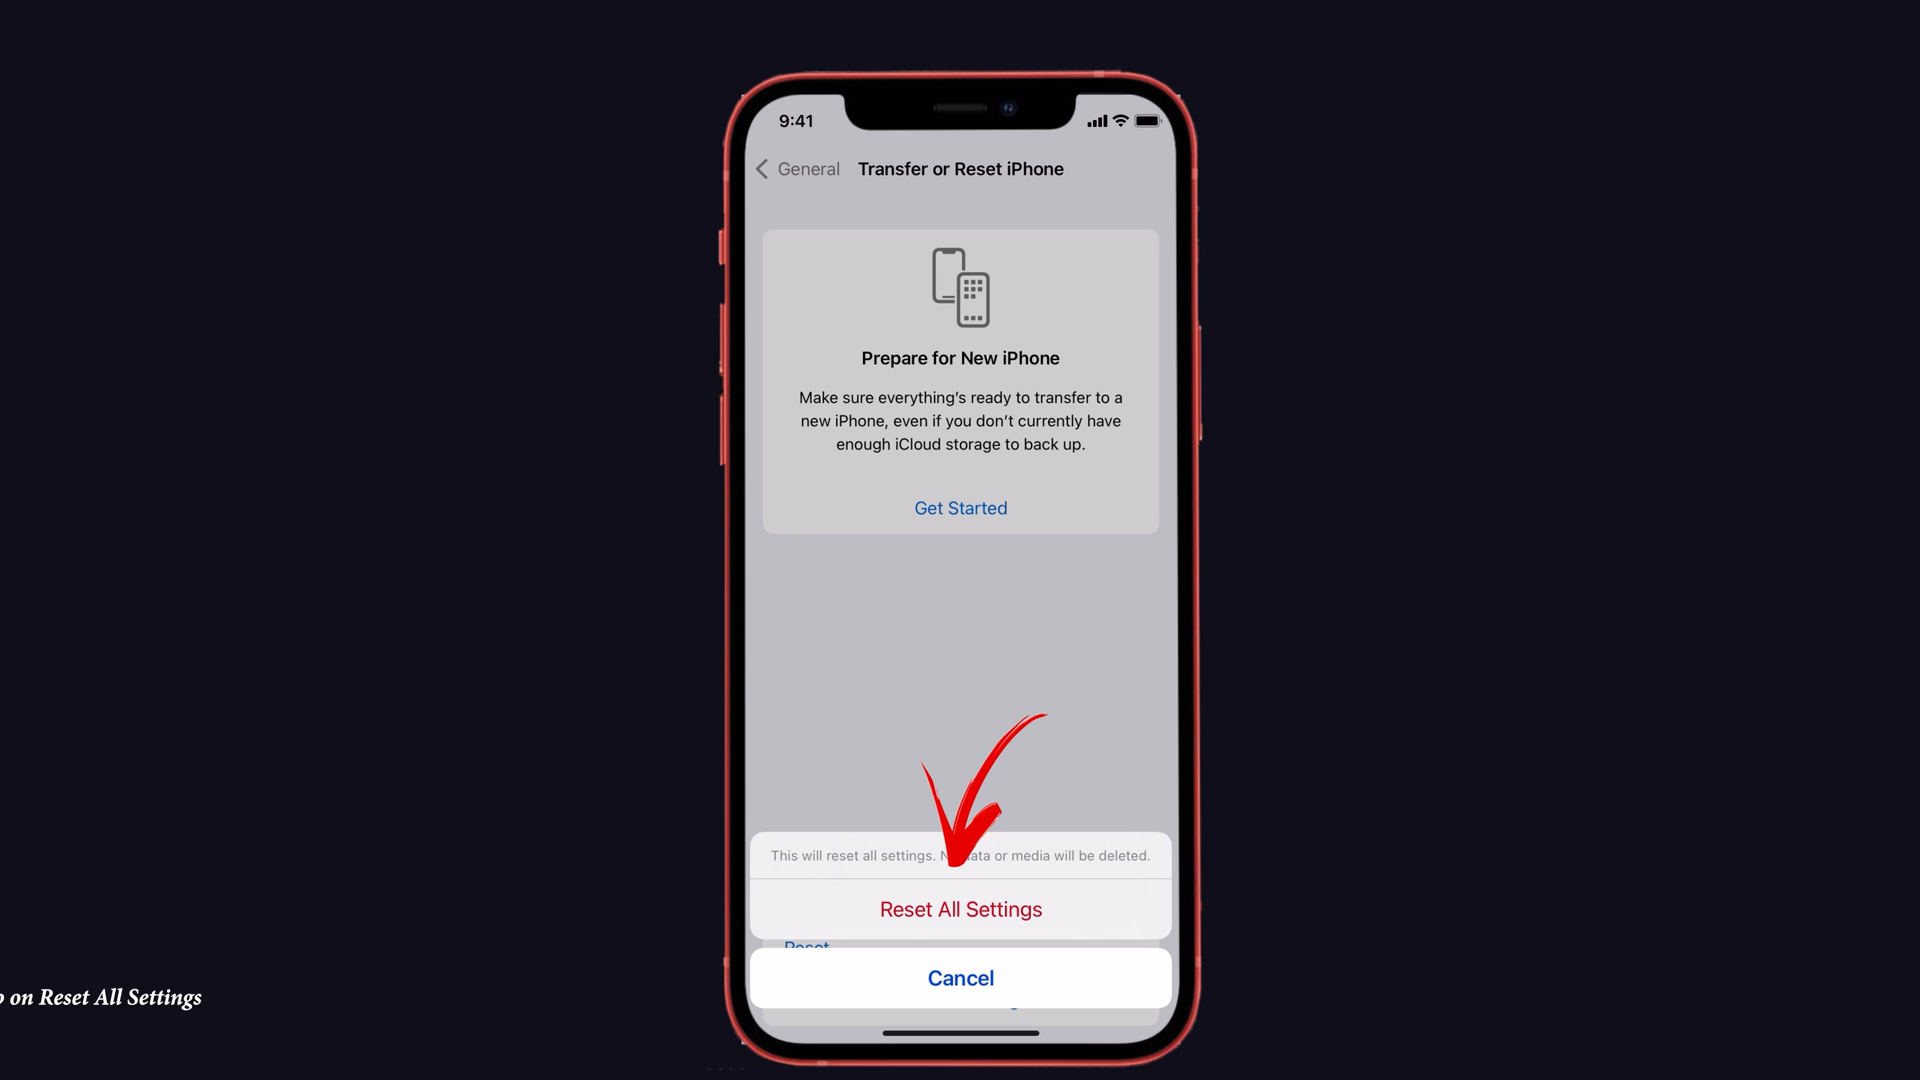 9:41
General Transfer or Reset iPhone
Prepare for New iPhone
Make sure everything's ready to transfer to a
new iPhone, even if you don't currently have
enough iCloud storage to back up.
Get Started
This will reset all settings. data or media will be deleted.
Reset All Settings
Reset
Cancel
on Reset All Settings